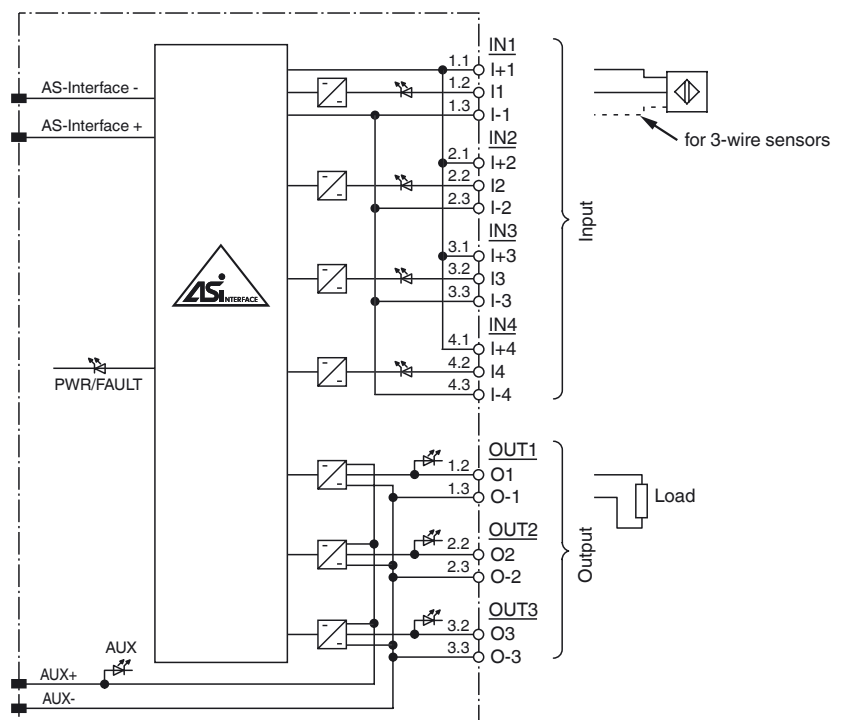 AS-Interface -
AS-Interface +
ASi INTERFACE
PWR/FAULT
AUX
AUX+
AUX-
IN1
1.1 I+1
1.2 I1
1.3 I-1
IN2
2.1 I+2
2.2 I2
2.3 I-2
IN3
3.1 I+3
3.2 I3
3.3 I-3
IN4
4.1 I+4
4.2 I4
4.3 I-4
Input
for 3-wire sensors
OUT1
1.2 O1
1.3 O-1
OUT2
2.2 O2
2.3 O-2
OUT3
3.2 O3
3.3 O-3
Output
Load